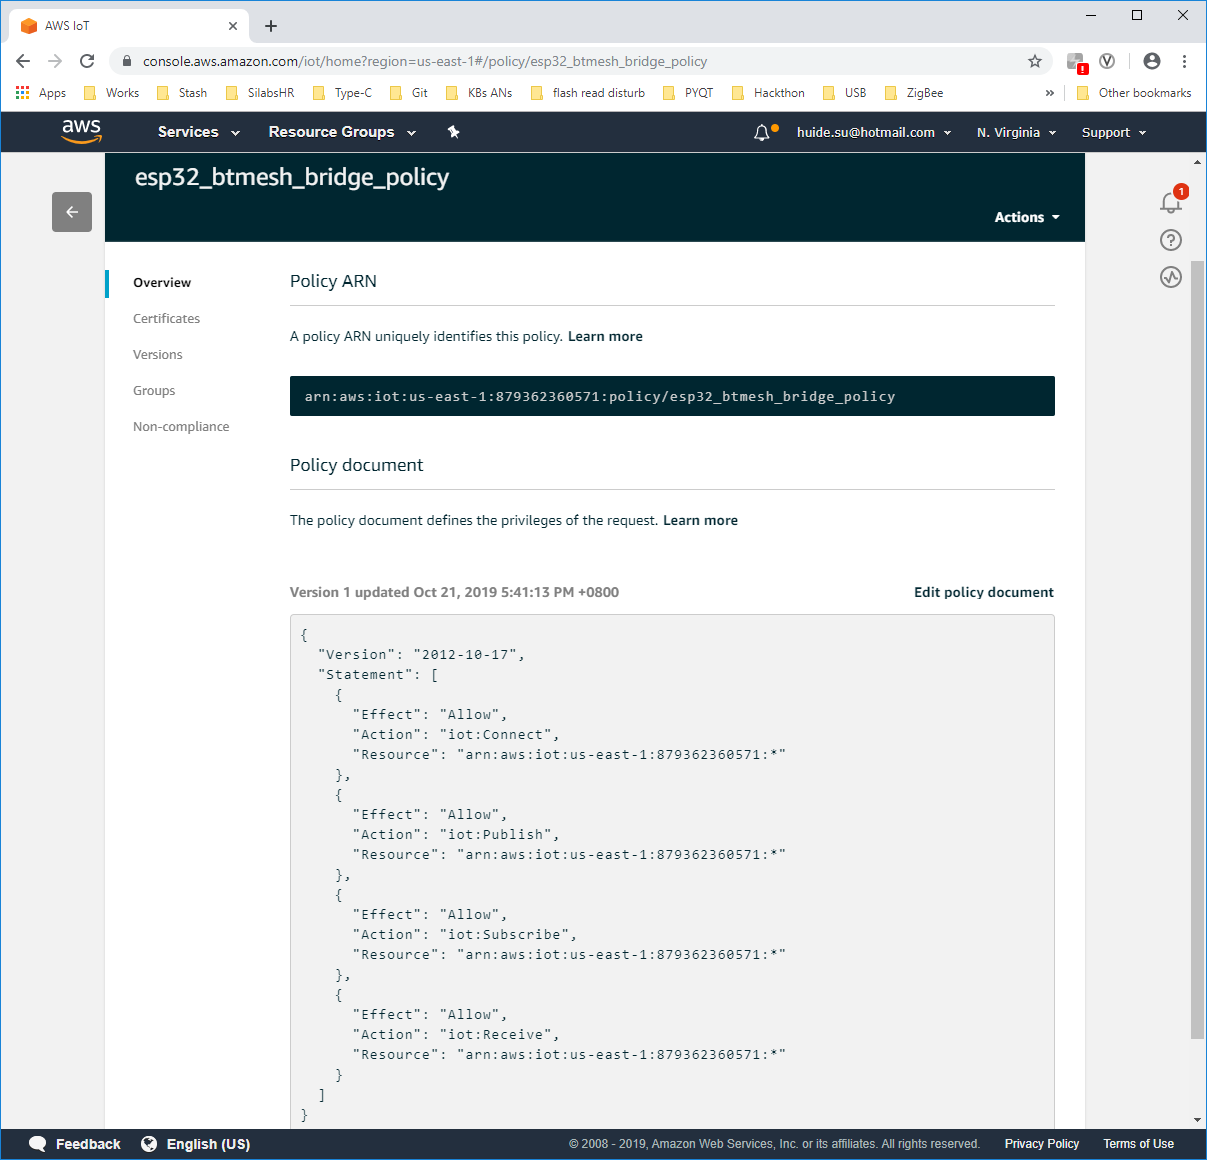 AWS IoT
console.aws.amazon.com/iot/home?region=us-east-1#/policy/esp32_btmesh_bridge_policy
Apps Works Stash SilabsHR Type-C Git KBs ANs flash read disturb PYQT Hackthon USB ZigBee » Other bookmarks
aws Services Resource Groups huide.su@hotmail.com N. Virginia Support
esp32_btmesh_bridge_policy
1
Actions
Overview
Certificates
Versions
Groups
Non-compliance
Policy ARN
A policy ARN uniquely identifies this policy. Learn more
arn:aws:iot:us-east-1:879362360571:policy/esp32_btmesh_bridge_policy
Policy document
The policy document defines the privileges of the request. Learn more
Version 1 updated Oct 21, 2019 5:41:13 PM +0800 Edit policy document
{
  "Version": "2012-10-17",
  "Statement": [
    {
      "Effect": "Allow",
      "Action": "iot:Connect",
      "Resource": "arn:aws:iot:us-east-1:879362360571:*"
    },
    {
      "Effect": "Allow",
      "Action": "iot:Publish",
      "Resource": "arn:aws:iot:us-east-1:879362360571:*"
    },
    {
      "Effect": "Allow",
      "Action": "iot:Subscribe",
      "Resource": "arn:aws:iot:us-east-1:879362360571:*"
    },
    {
      "Effect": "Allow",
      "Action": "iot:Receive",
      "Resource": "arn:aws:iot:us-east-1:879362360571:*"
    }
  ]
}
Feedback English (US) © 2008 - 2019, Amazon Web Services, Inc. or its affiliates. All rights reserved. Privacy Policy Terms of Use